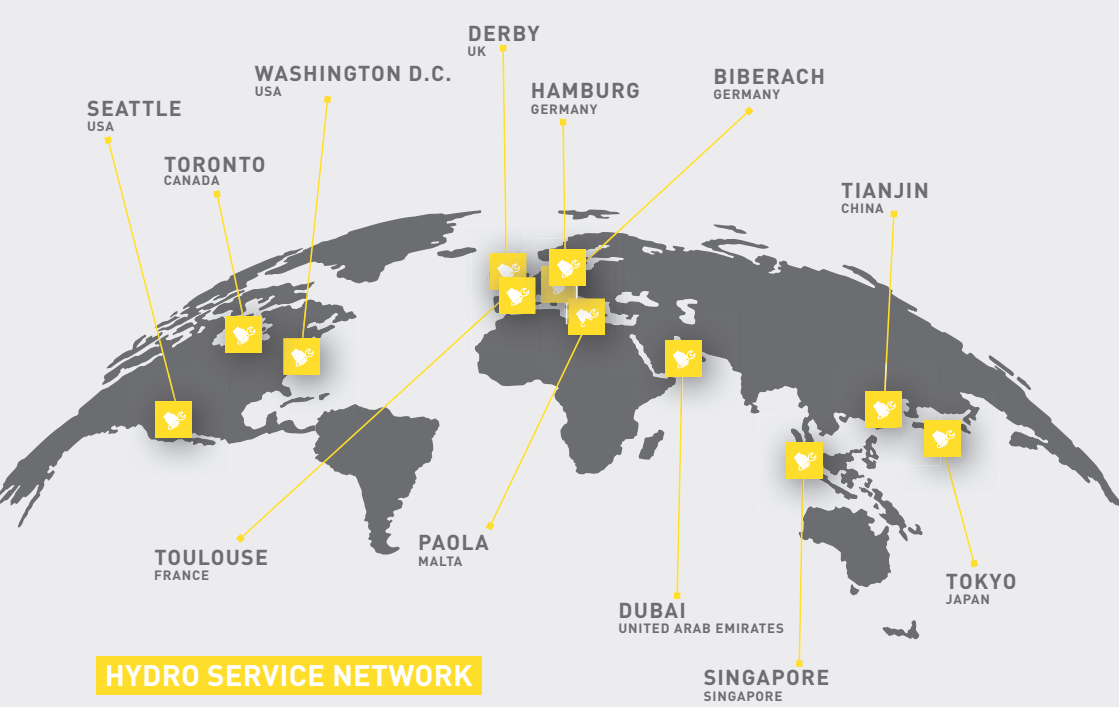 DERBY
UK
WASHINGTON D.C.
USA
HAMBURG
GERMANY
BIBERACH
GERMANY
SEATTLE
USA
TORONTO
CANADA
TIANJIN
CHINA
TOULOUSE
FRANCE
PAOLA
MALTA
DUBAI
UNITED ARAB EMIRATES
TOKYO
JAPAN
SINGAPORE
SINGAPORE
HYDRO SERVICE NETWORK